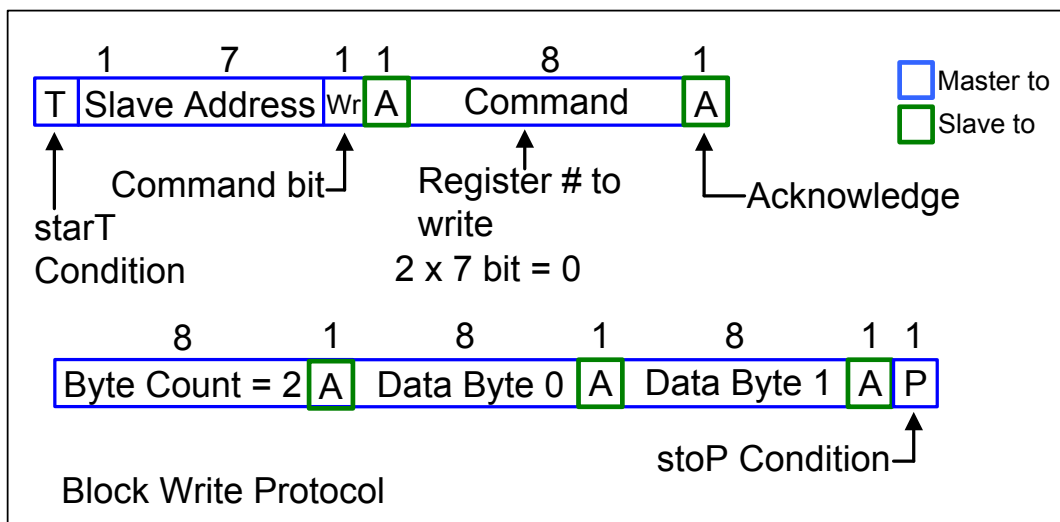 1 7 1 1 8 1
T Slave Address Wr A Command A
Master to
Slave to
Command bit
Register # to
write
2 x 7 bit = 0
Acknowledge
starT
Condition
8 1 8 1 8 1 1
Byte Count = 2 A Data Byte 0 A Data Byte 1 A P
stoP Condition
Block Write Protocol